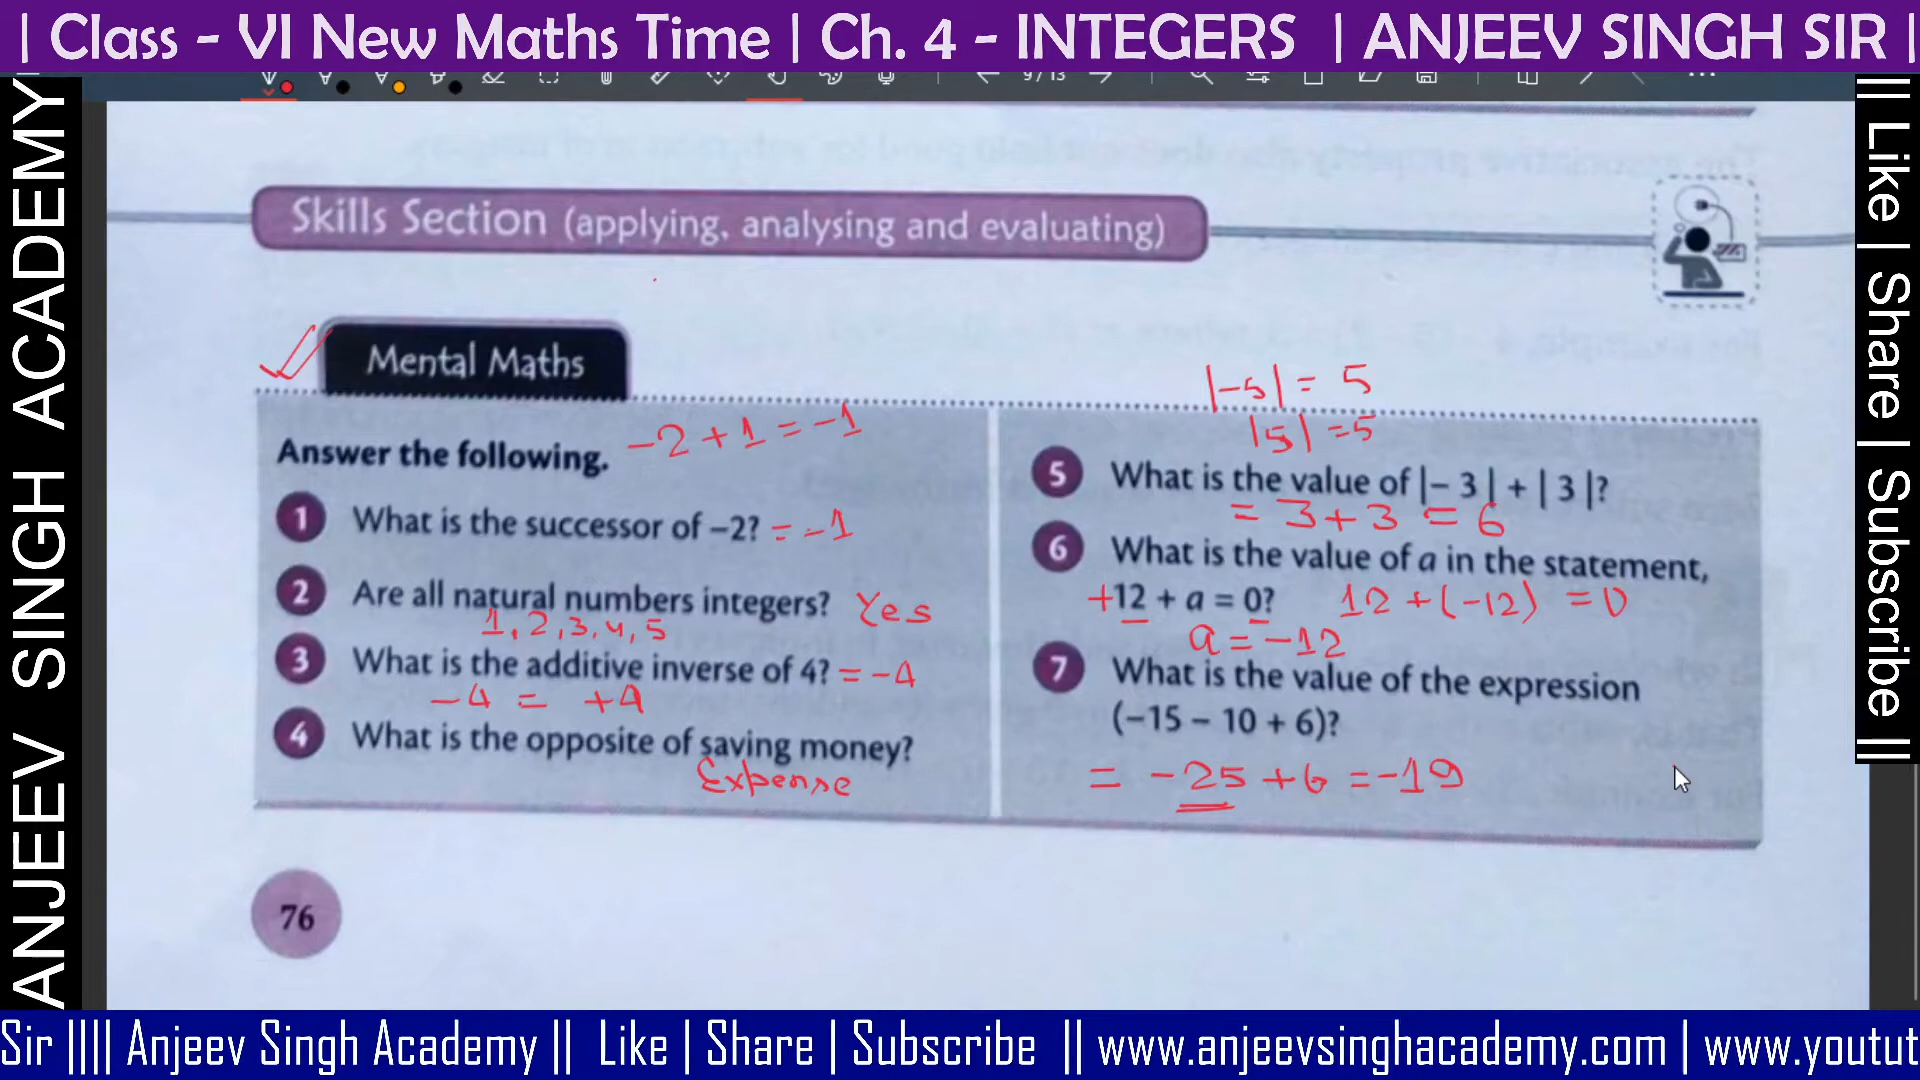 | Class - VI New Maths Time | Ch. 4 - INTEGERS | ANJEEV SINGH SIR |
ANJEEV SINGH ACADEMY
||| Like | Share | Subscribe |||
9 / 13
Skills Section (applying, analysing and evaluating)
Mental Maths
Answer the following.
-2 + 1 = -1
1 What is the successor of –2? = -1
2 Are all natural numbers integers? Yes
1, 2, 3, 4, 5
3 What is the additive inverse of 4? = -4
-4 = +4
4 What is the opposite of saving money?
Expense
|-5| = 5
|5| = 5
5 What is the value of |– 3| + | 3 |?
= 3 + 3 = 6
6 What is the value of a in the statement,
+12 + a = 0? 12 + (-12) = 0
a = -12
7 What is the value of the expression
(–15 – 10 + 6)?
= -25 + 6 = -19
76
Sir |||| Anjeev Singh Academy || Like | Share | Subscribe || www.anjeevsinghacademy.com | www.youtut